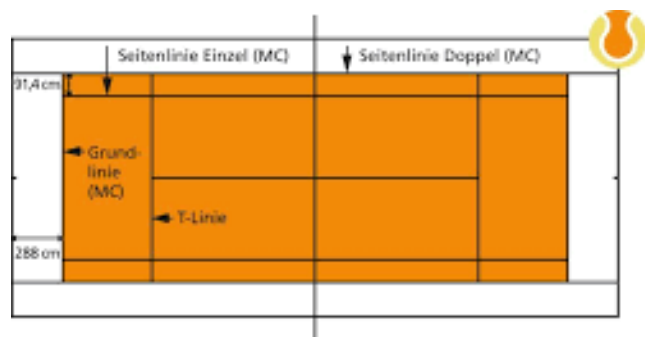 Seitenlinie Einzel (MC)
Seitenlinie Doppel (MC)
91,4 cm
Grund-
linie
(MC)
T-Linie
288 cm